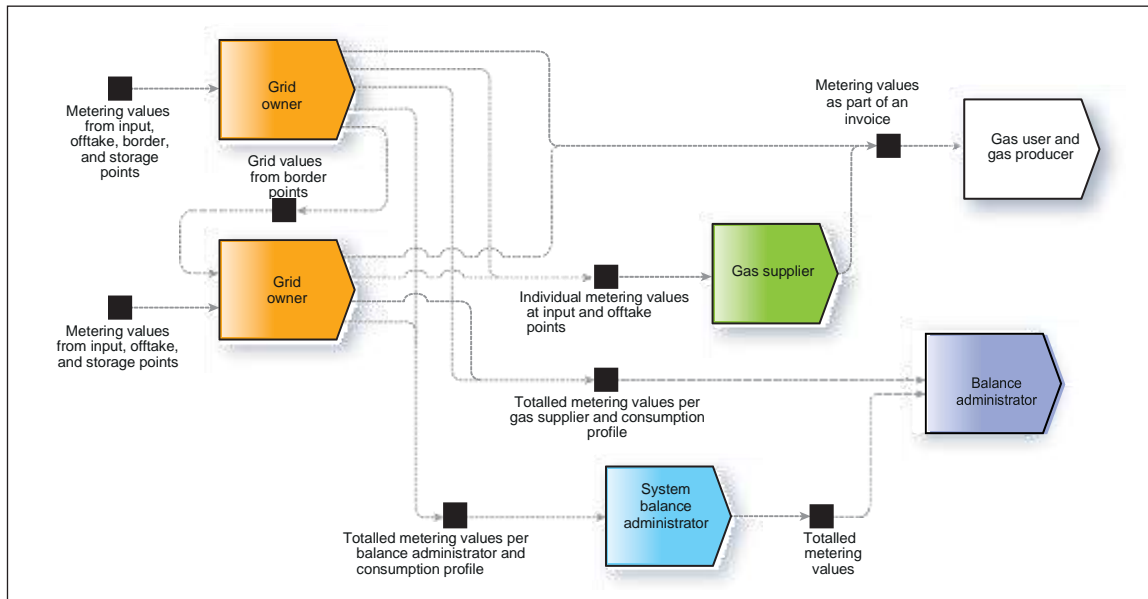 Grid
owner
Metering values
from input,
offtake, border,
and storage
points
Metering values
as part of an
invoice
Gas user and
gas producer
Grid values
from border
points
Grid
owner
Gas supplier
Metering values
from input, offtake,
and storage points
Individual metering values
at input and offtake
points
Balance
administrator
Totalled metering values per
gas supplier and consumption
profile
System
balance
administrator
Totalled metering values per
balance administrator and
consumption profile
Totalled
metering
values